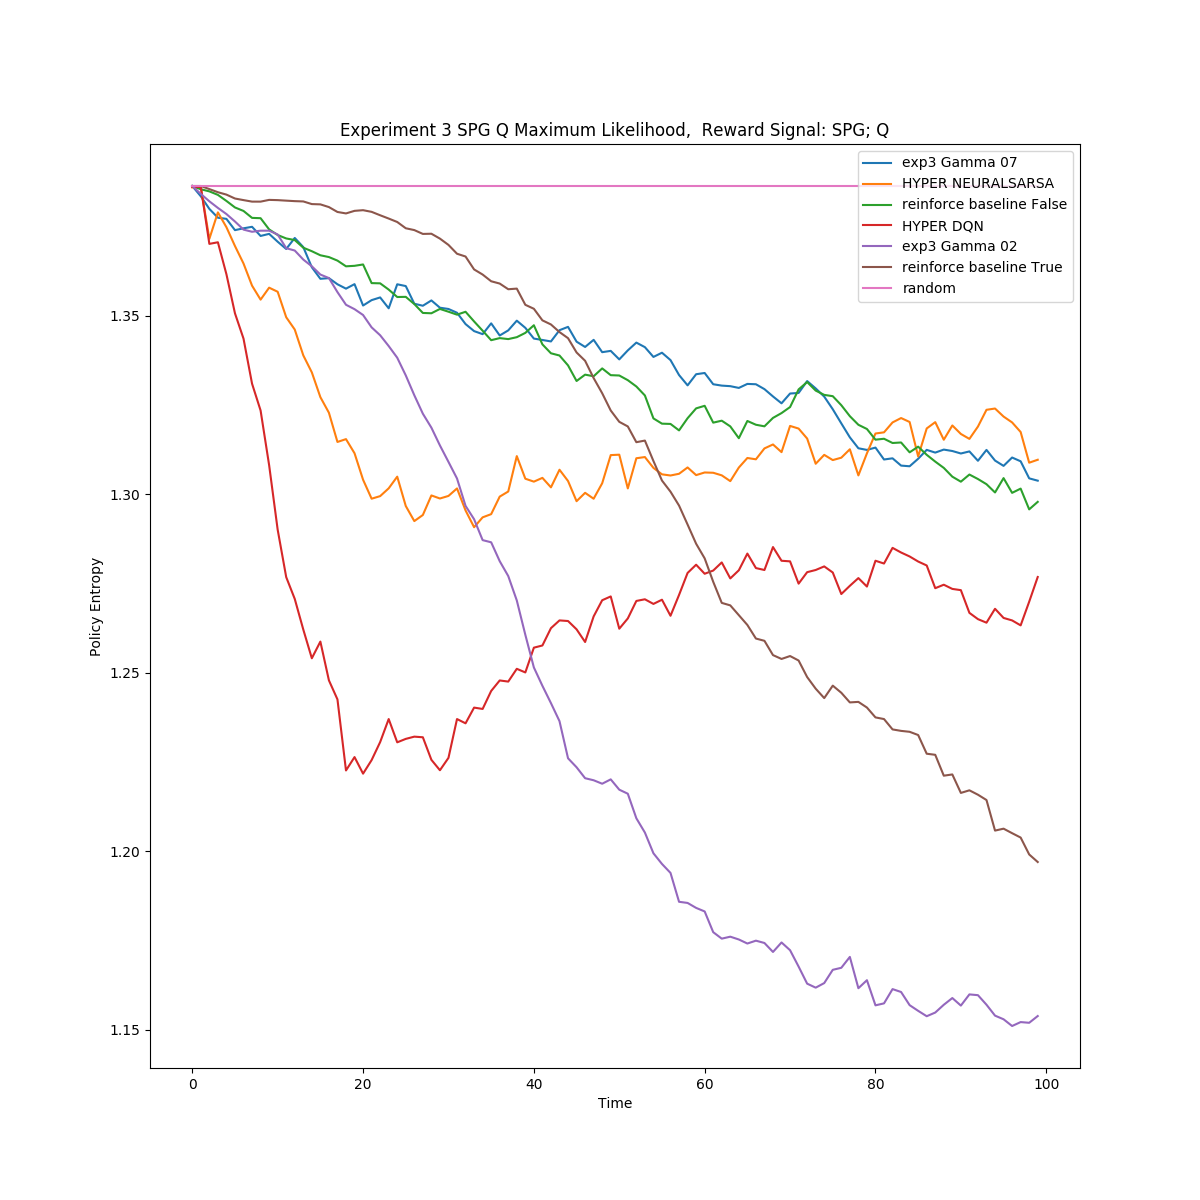 Experiment 3 SPG Q Maximum Likelihood,  Reward Signal: SPG; Q
exp3 Gamma 07
HYPER NEURALSARSA
reinforce baseline False
HYPER DQN
exp3 Gamma 02
reinforce baseline True
random
1.35
1.30
1.25
1.20
1.15
Policy Entropy
0 20 40 60 80 100
Time